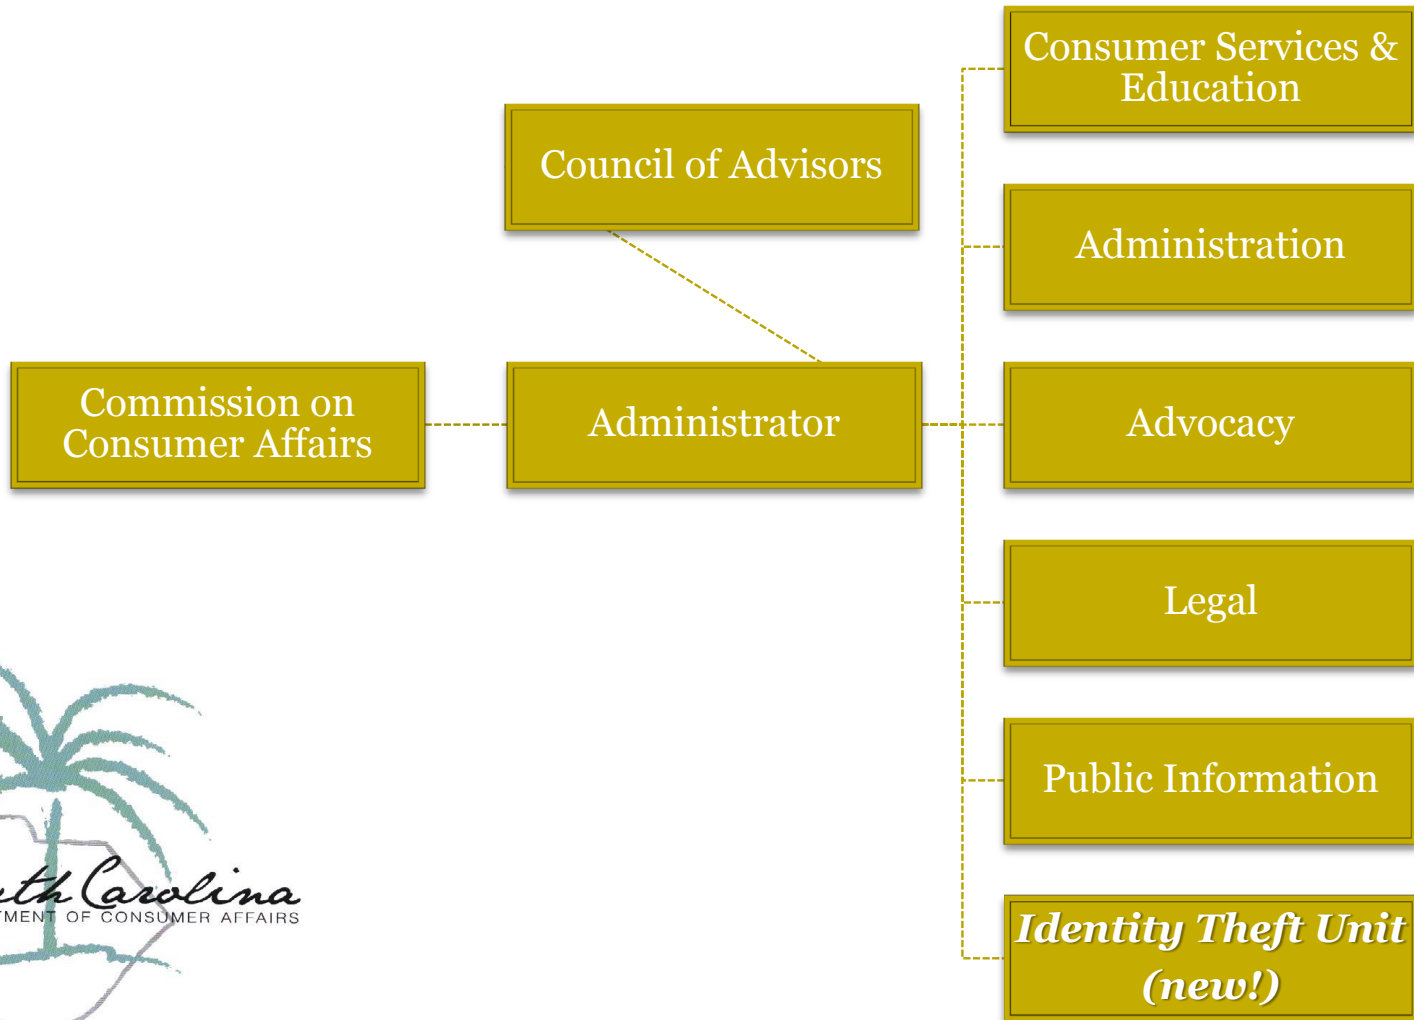 Consumer Services &
Education
Council of Advisors
Administration
Commission on
Consumer Affairs
Administrator
Advocacy
Legal
Public Information
Carolina
OF CONSUMER AFFAIRS
Identity Theft Unit
(new!)